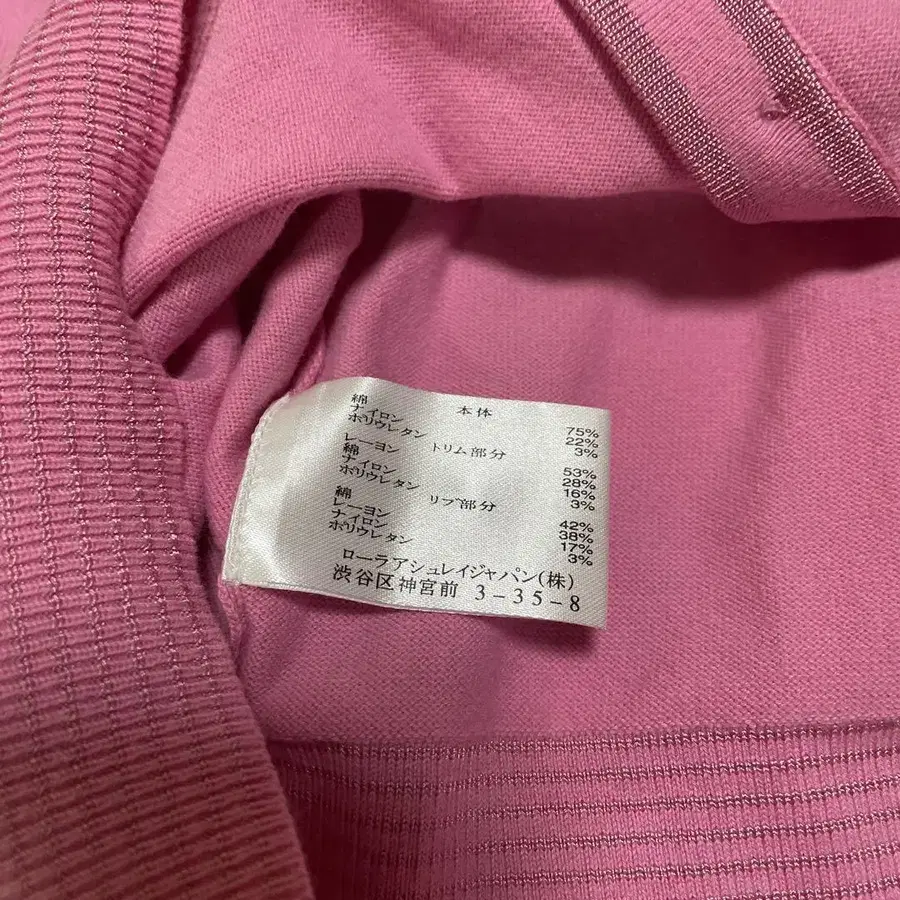 本体
綿 75%
ナイロン 22%
ポリウレタン 3%
トリム部分
レーヨン 53%
綿 28%
ナイロン 16%
ポリウレタン 3%
リブ部分
綿 42%
レーヨン 38%
ナイロン 17%
ポリウレタン 3%
ローラアシュレイジャパン(株)
渋谷区神宮前 3-35-8